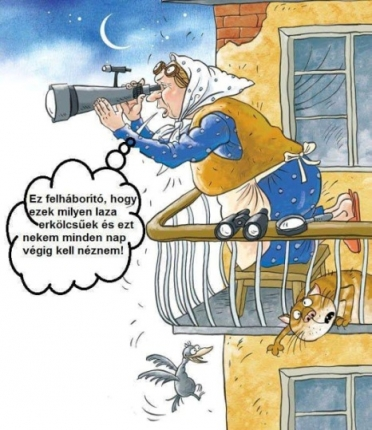 Ez felháborító, hogy
ezek milyen laza
erkölcsűek és ezt
nekem minden nap
végig kell néznem!